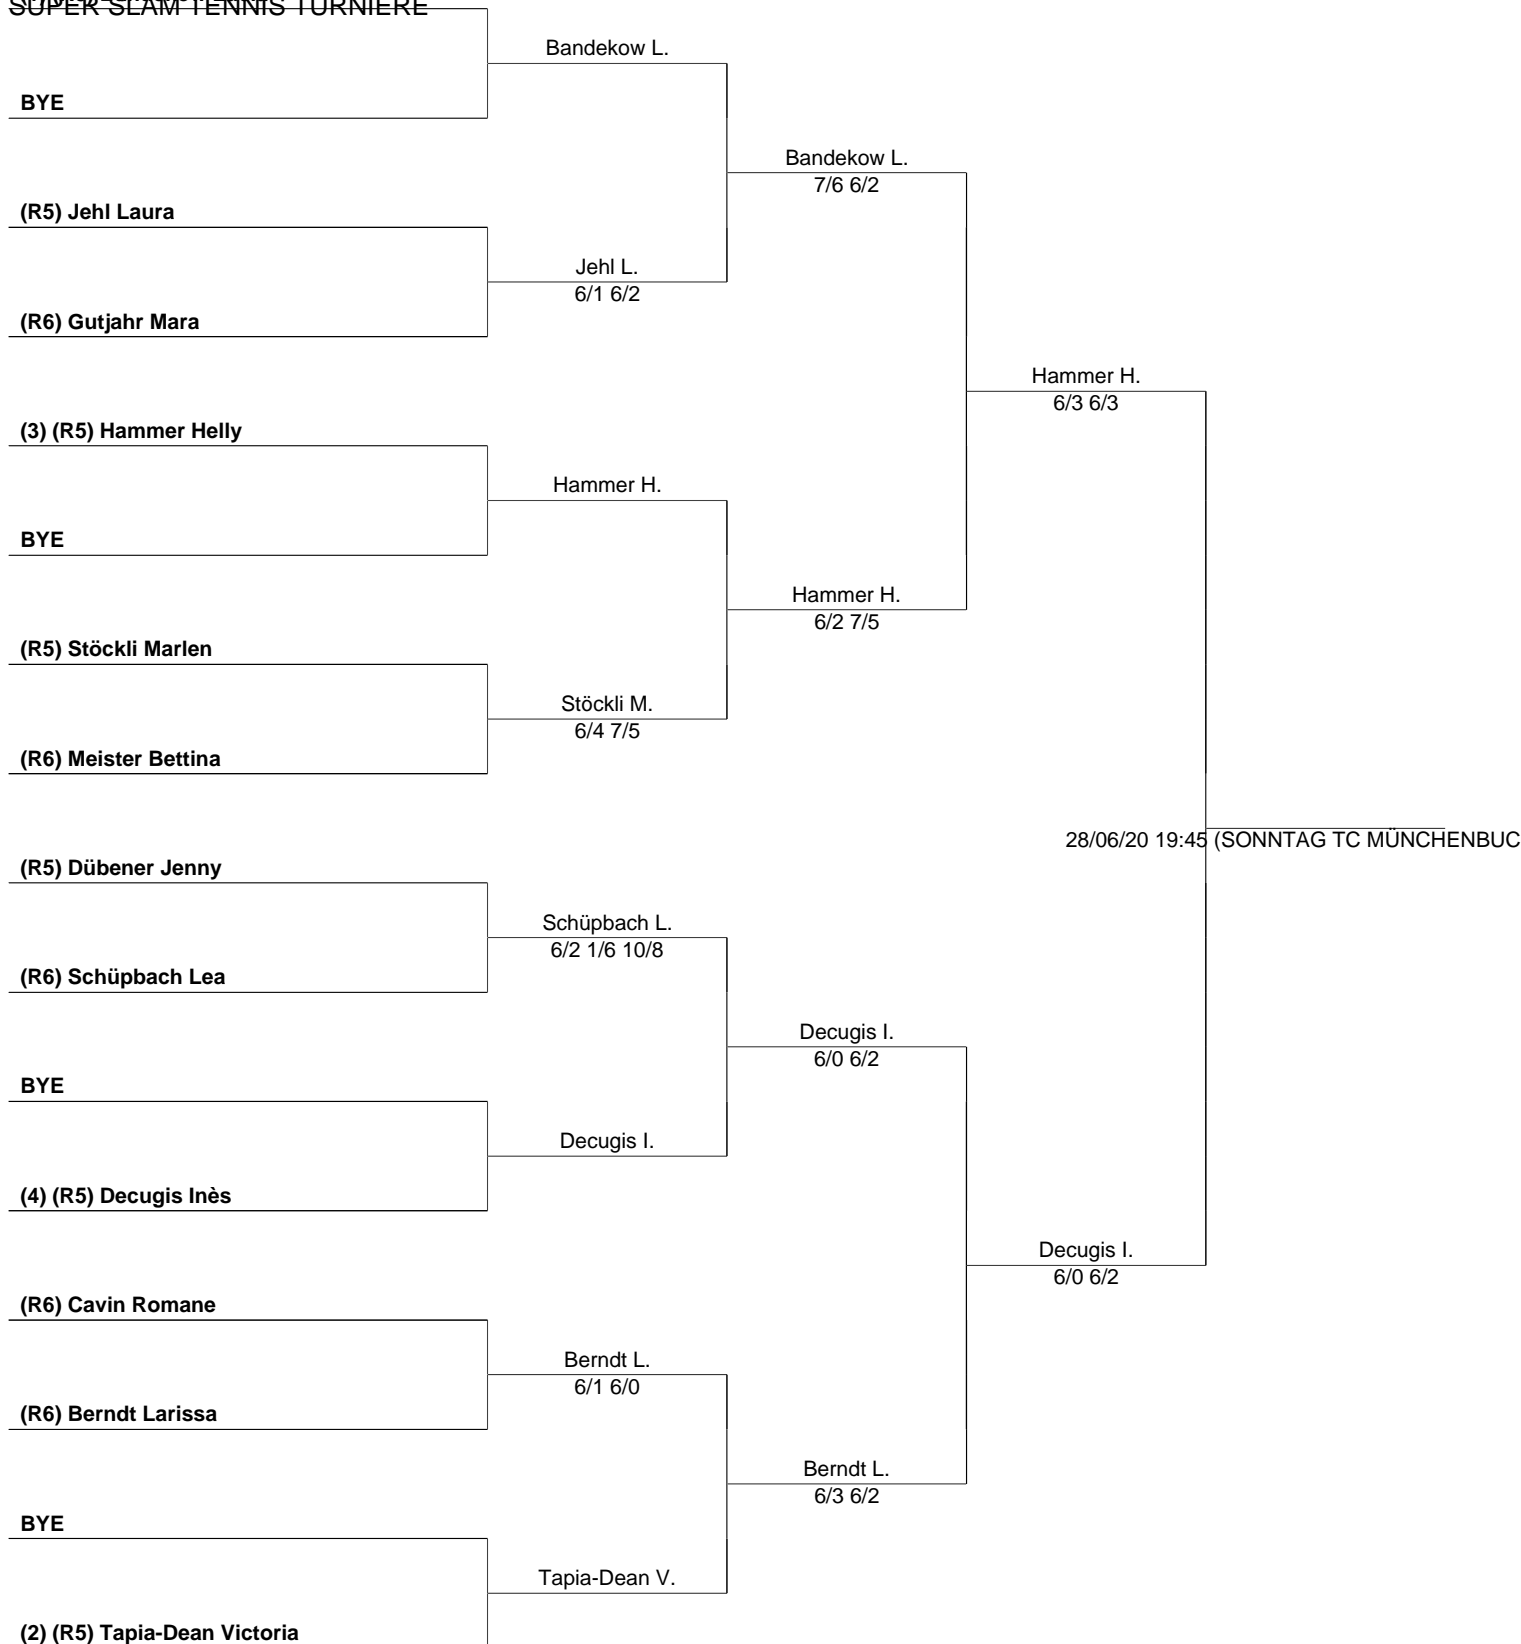 SUPER SLAM TENNIS TURNIERE
Bandekow L.
BYE
Bandekow L.
7/6 6/2
(R5) Jehl Laura
Jehl L.
6/1 6/2
(R6) Gutjahr Mara
Hammer H.
6/3 6/3
(3) (R5) Hammer Helly
Hammer H.
BYE
Hammer H.
6/2 7/5
(R5) Stöckli Marlen
Stöckli M.
6/4 7/5
(R6) Meister Bettina
28/06/20 19:45 (SONNTAG TC MÜNCHENBUC
(R5) Dübener Jenny
Schüpbach L.
6/2 1/6 10/8
(R6) Schüpbach Lea
Decugis I.
6/0 6/2
BYE
Decugis I.
(4) (R5) Decugis Inès
Decugis I.
6/0 6/2
(R6) Cavin Romane
Berndt L.
6/1 6/0
(R6) Berndt Larissa
Berndt L.
6/3 6/2
BYE
Tapia-Dean V.
(2) (R5) Tapia-Dean Victoria